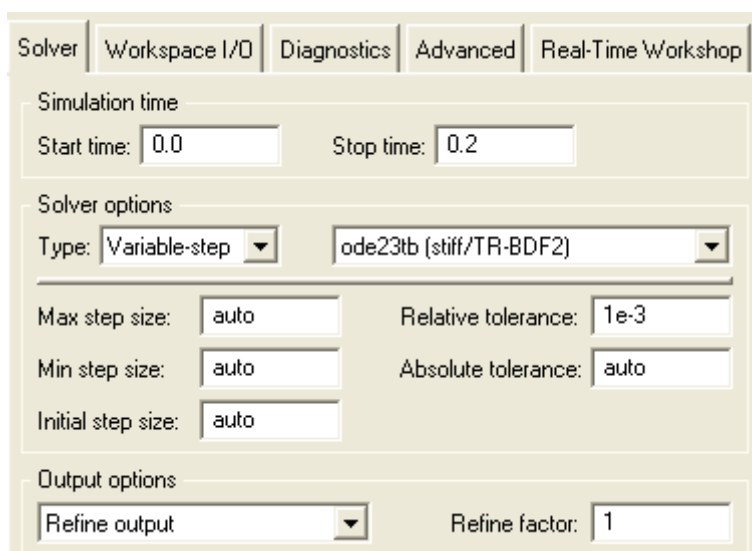 Solver Workspace I/O Diagnostics Advanced Real-Time Workshop
Simulation time
Start time: 0.0 Stop time: 0.2
Solver options
Type: Variable-step ode23tb (stiff/TR-BDF2)
Max step size: auto Relative tolerance: 1e-3
Min step size: auto Absolute tolerance: auto
Initial step size: auto
Output options
Refine output Refine factor: 1